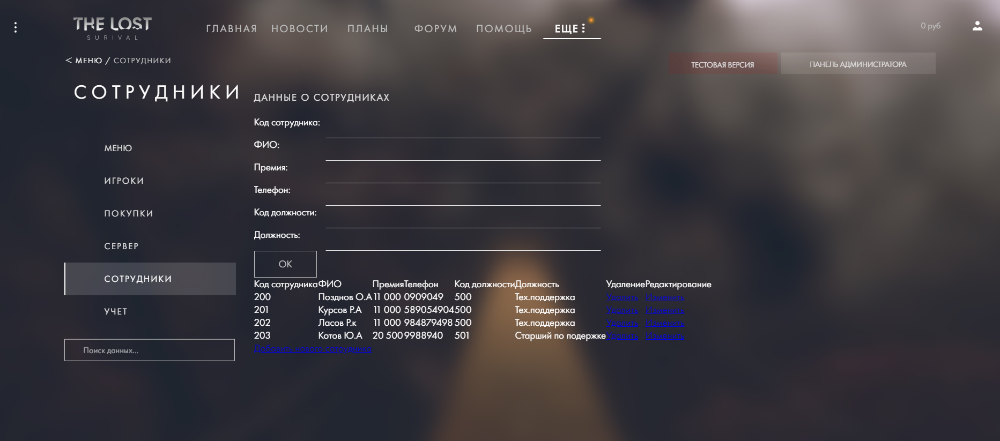 THE LOST
SURIVAL
ГЛАВНАЯ НОВОСТИ ПЛАНЫ ФОРУМ ПОМОЩЬ ЕЩЕ
0 руб
< МЕНЮ / СОТРУДНИКИ
ТЕСТОВАЯ ВЕРСИЯ ПАНЕЛЬ АДМИНИСТРАТОРА
СОТРУДНИКИ
МЕНЮ
ИГРОКИ
ПОКУПКИ
СЕРВЕР
СОТРУДНИКИ
УЧЕТ
Поиск данных...
ДАННЫЕ О СОТРУДНИКАХ
Код сотрудника:
ФИО:
Премия:
Телефон:
Код должности:
Должность:
OK
Код сотрудника ФИО Премия Телефон Код должности Должность Удаление Редактирование
200 Позднов О.А 11 000 0909049 500 Тех.поддержка Удалить Изменить
201 Курсов Р.А 11 000 589054904 500 Тех.поддержка Удалить Изменить
202 Ласов Р.к 11 000 984879498 500 Тех.поддержка Удалить Изменить
203 Котов Ю.А 20 500 9988940 501 Старший по подержке Удалить Изменить
Добавить нового сотрудника